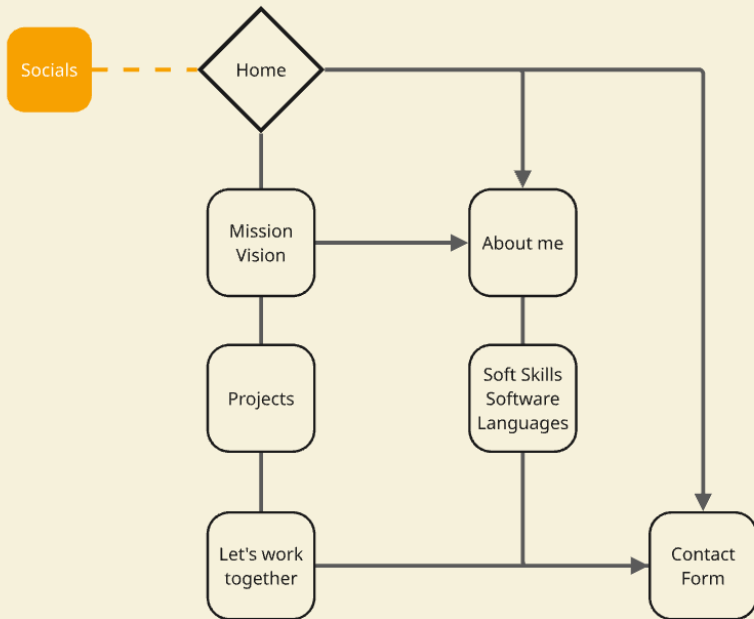 Socials
Home
Mission
Vision
About me
Projects
Soft Skills
Software
Languages
Let's work
together
Contact
Form